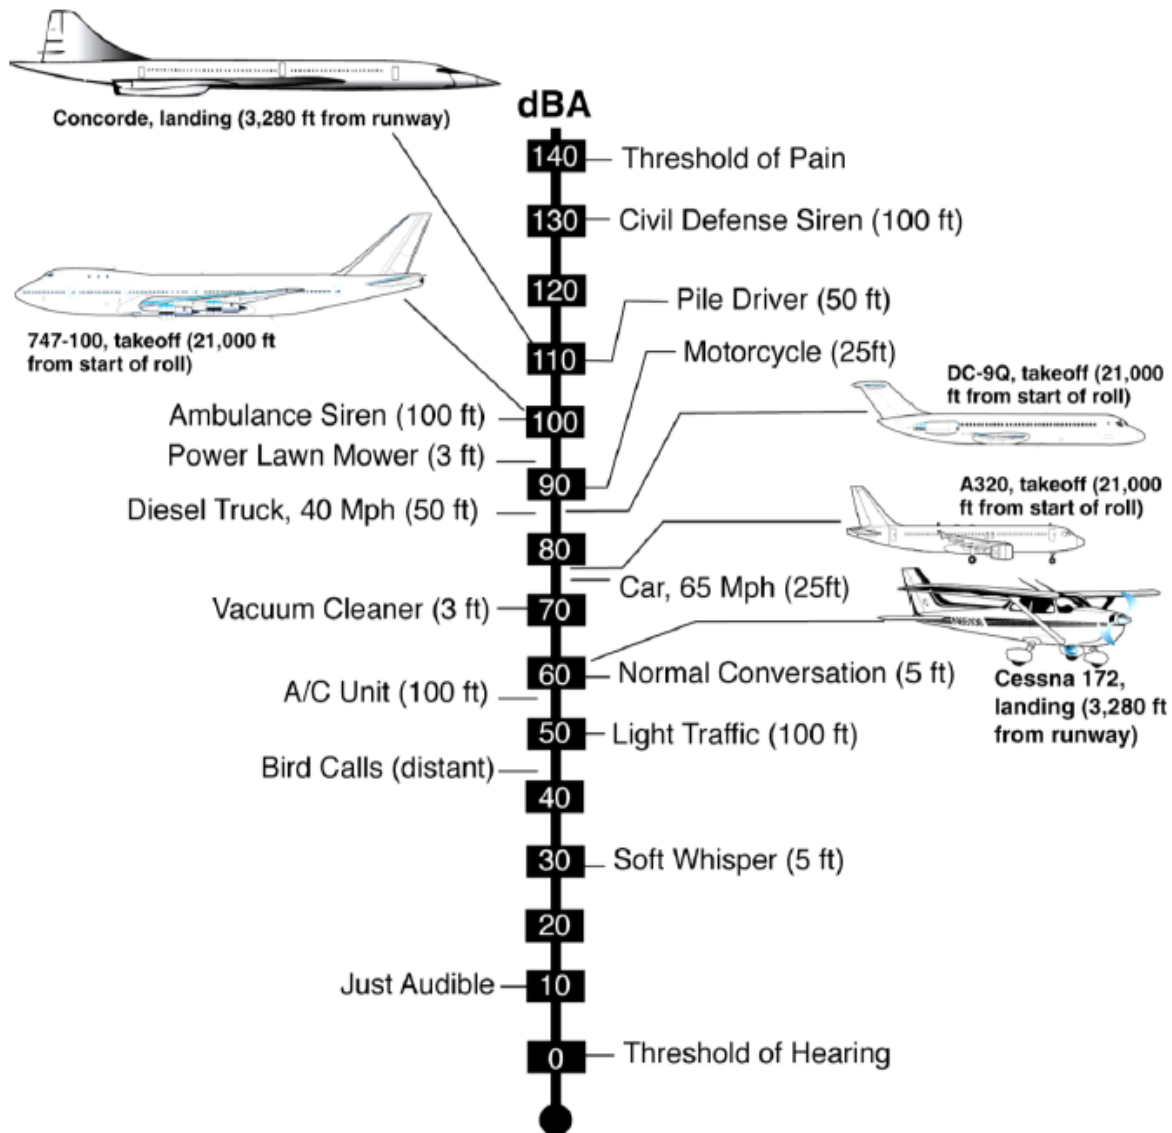 Concorde, landing (3,280 ft from runway)
dBA
140
Threshold of Pain
130
Civil Defense Siren (100 ft)
120
Pile Driver (50 ft)
747-100, takeoff (21,000 ft
from start of roll)
110
Motorcycle (25ft)
DC-9Q, takeoff (21,000
ft from start of roll)
Ambulance Siren (100 ft)
100
Power Lawn Mower (3 ft)
90
A320, takeoff (21,000
ft from start of roll)
Diesel Truck, 40 Mph (50 ft)
80
Car, 65 Mph (25ft)
Vacuum Cleaner (3 ft)
70
60
Normal Conversation (5 ft)
Cessna 172,
landing (3,280 ft
from runway)
A/C Unit (100 ft)
50
Light Traffic (100 ft)
Bird Calls (distant)
40
30
Soft Whisper (5 ft)
20
Just Audible
10
0
Threshold of Hearing